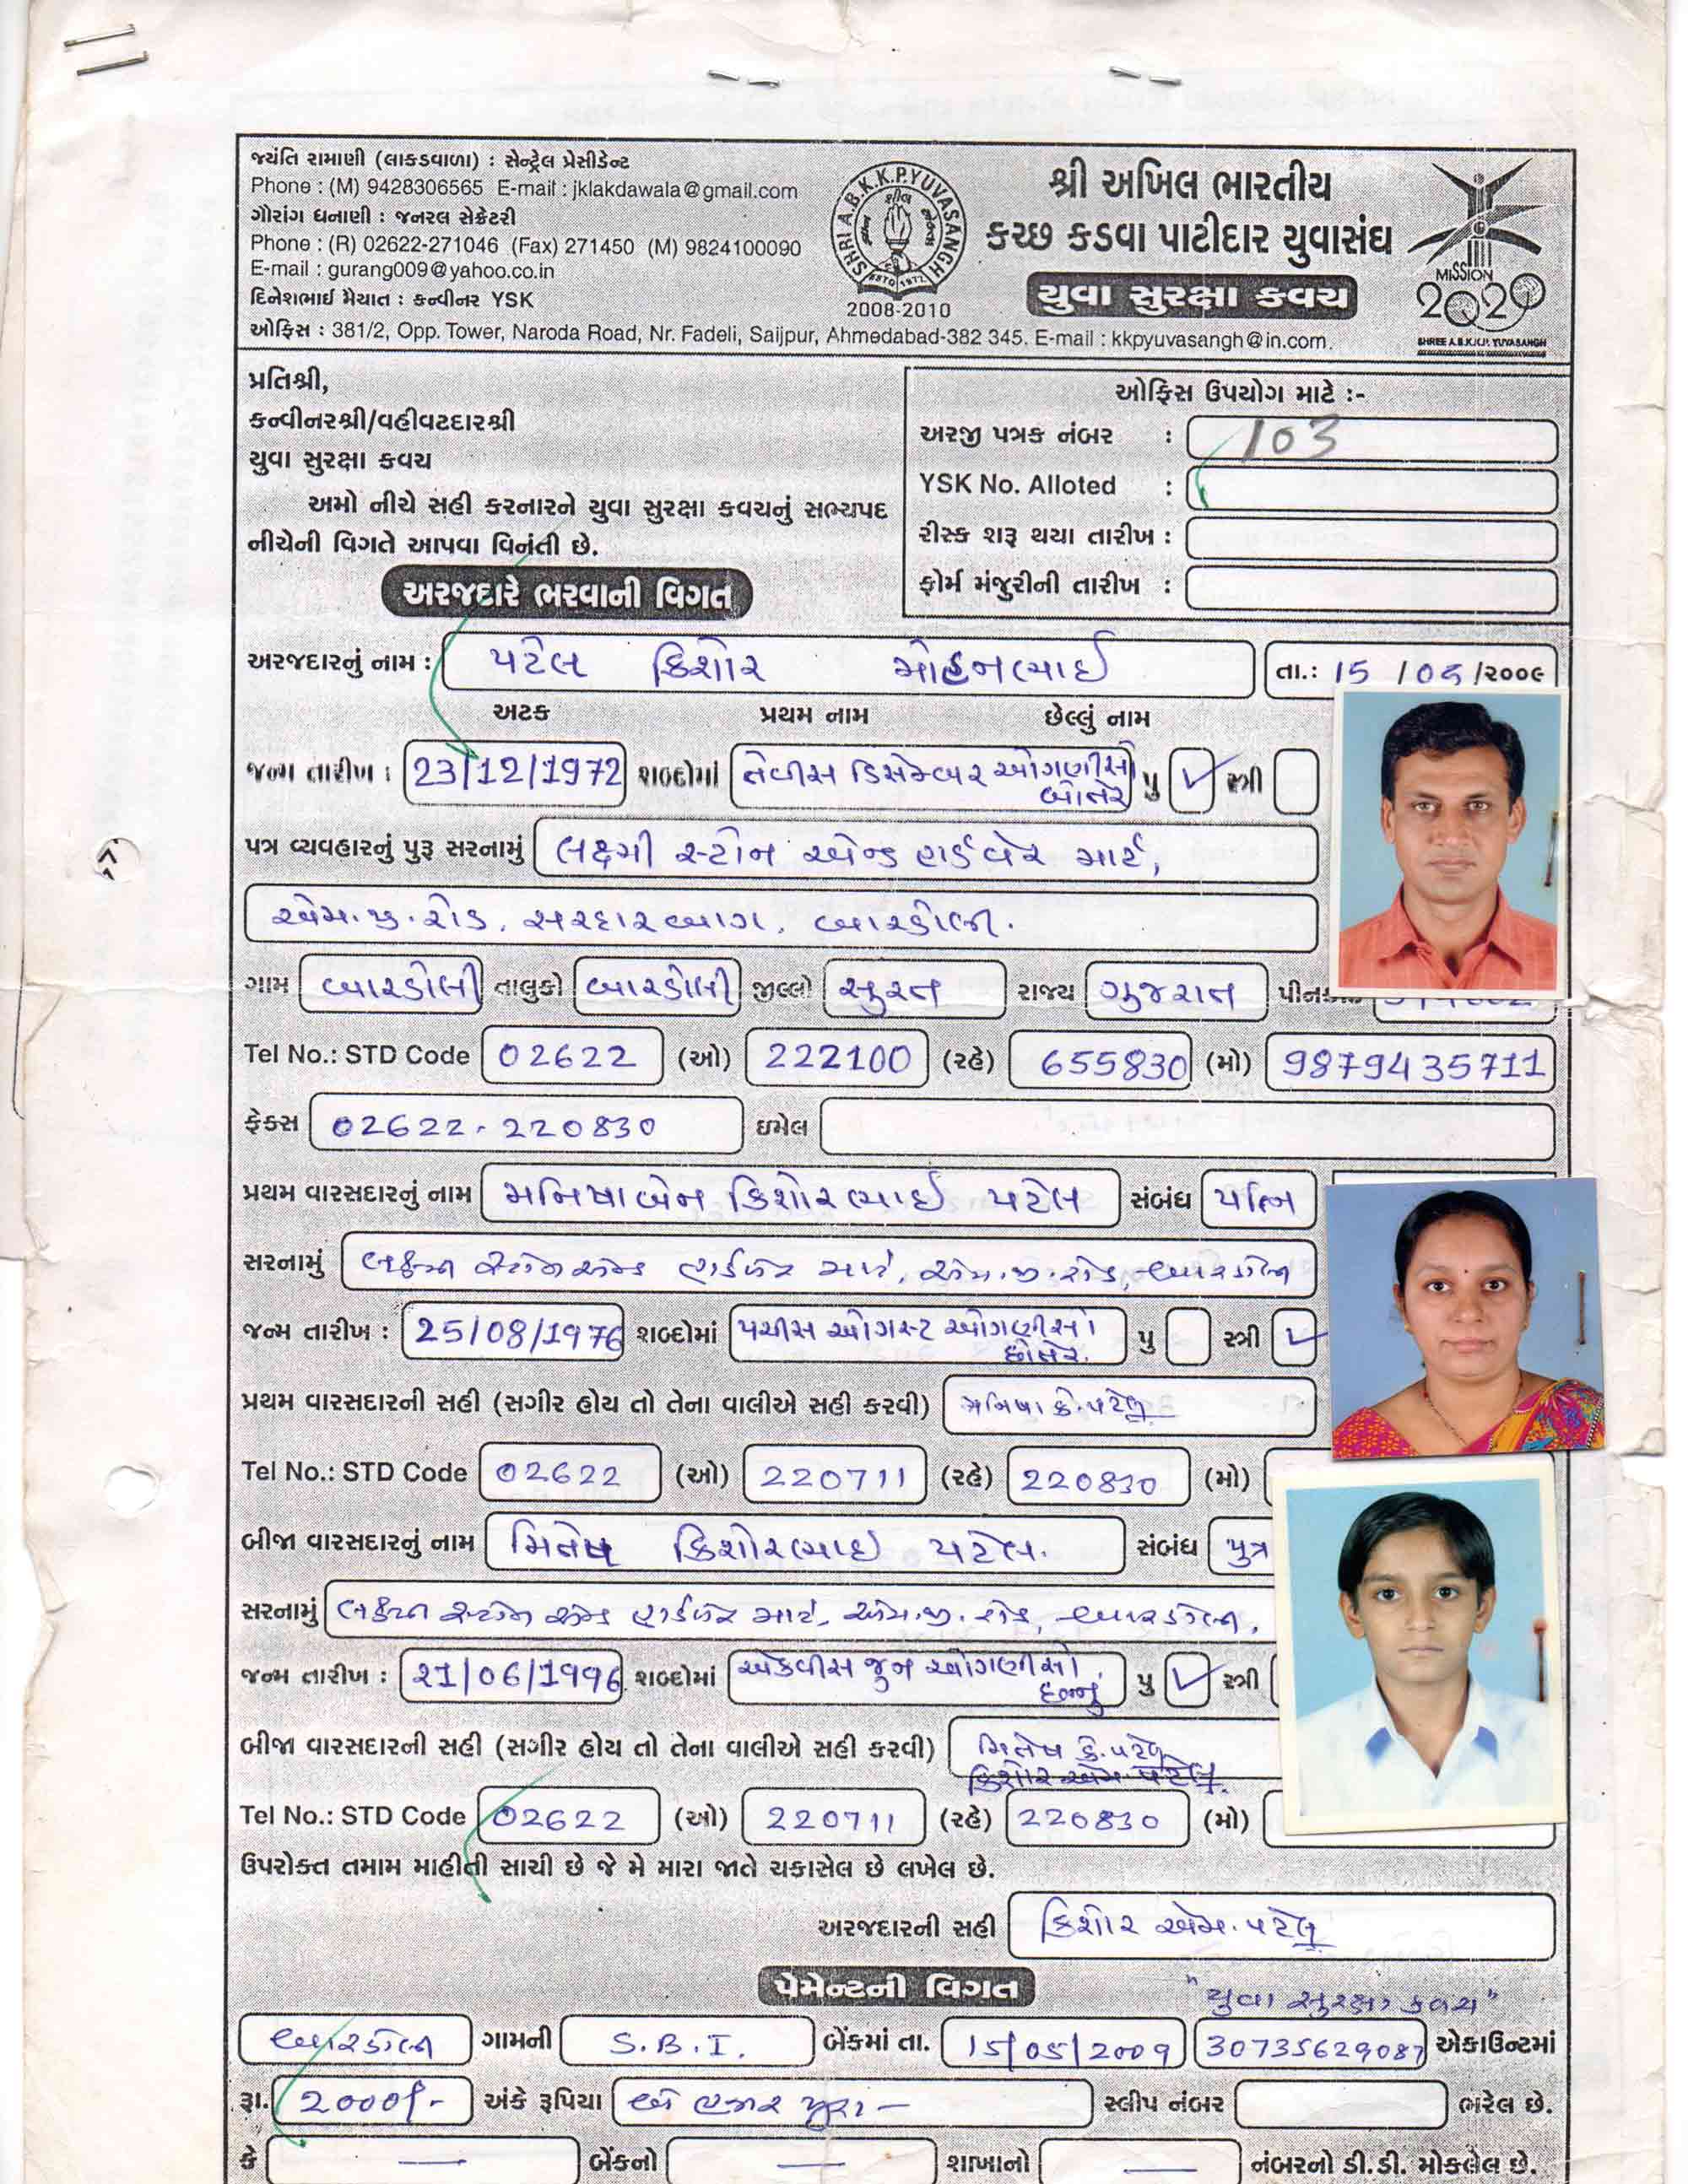 જયંતિ રામાણી (લાકડાવાળા) : સેન્ટ્રેલ પ્રેસીડેન્ટ
Phone : (M) 9428306565 E-mail : jklakdawala@gmail.com
ગૌરાંગ ધનાણી : જનરલ સેક્રેટરી
Phone : (R) 02622-271046 (Fax) 271450 (M) 9824100090
E-mail : gurang009@yahoo.co.in
દિનેશભાઈ મૈયાત : કન્વીનર YSK
SHRI A.B.K.K.P. YUVASANGH
ESTD 1972
2008-2010
શ્રી અખિલ ભારતીય
કચ્છ કડવા પાટીદાર યુવાસંઘ
યુવા સુરક્ષા કવચ
MISSION
2020
SHREE A.B.K.K.P. YUVA SANGH
ઓફિસ : 381/2, Opp. Tower, Naroda Road, Nr. Fadeli, Saijpur, Ahmedabad-382 345. E-mail : kkpyuvasangh@in.com.
પ્રતિશ્રી,
કન્વીનરશ્રી/વહીવટદારશ્રી
યુવા સુરક્ષા કવચ
અમો નીચે સહી કરનારને યુવા સુરક્ષા કવચનું સભ્યપદ
નીચેની વિગતે આપવા વિનંતી છે.
ઓફિસ ઉપયોગ માટે :-
અરજી પત્રક નંબર : 103
YSK No. Alloted :
રીસ્ક શરૂ થયા તારીખ :
ફોર્મ મંજુરીની તારીખ :
અરજદારે ભરવાની વિગત
અરજદારનું નામ : પટેલ કિશોર મોહનભાઈ તા.: 15 / 05 /૨૦૦૯
અટક પ્રથમ નામ છેલ્લું નામ
જન્મ તારીખ : 23/12/1972 શબ્દોમાં તેવીસ ડિસેમ્બર ઓગણીસો બોતેર પુ ✓ સ્ત્રી
પત્ર વ્યવહારનું પુરૂ સરનામું લક્ષ્મી સ્ટોન એન્ડ હાર્ડવેર માર્ટ,
એમ.જી.રોડ, સરદારબાગ, બારડોલી.
ગામ બારડોલી તાલુકો બારડોલી જીલ્લો સુરત રાજ્ય ગુજરાત
Tel No.: STD Code 02622 (ઓ) 222100 (રહે) 655830 (મો) 9879435711
ફેક્સ 02622-220830 ઇમેલ
પ્રથમ વારસદારનું નામ મનિષાબેન કિશોરભાઈ પટેલ સંબંધ પત્નિ
સરનામું લક્ષ્મી સ્ટોન એન્ડ હાર્ડવેર માર્ટ, એમ.જી.રોડ, બારડોલી
જન્મ તારીખ : 25/08/1976 શબ્દોમાં પચીસ ઓગસ્ટ ઓગણીસો છોતેર. પુ સ્ત્રી ✓
પ્રથમ વારસદારની સહી (સગીર હોય તો તેના વાલીએ સહી કરવી) મનિષા કે.પટેલ
Tel No.: STD Code 02622 (ઓ) 220711 (રહે) 220830 (મો)
બીજા વારસદારનું નામ મિતેષ કિશોરભાઈ પટેલ. સંબંધ પુત્ર
સરનામું લક્ષ્મી સ્ટોન એન્ડ હાર્ડવેર માર્ટ, એમ.જી.રોડ, બારડોલી,
જન્મ તારીખ : 21/06/1996 શબ્દોમાં એકવીસ જુન ઓગણીસો છન્નુ પુ ✓ સ્ત્રી
બીજા વારસદારની સહી (સગીર હોય તો તેના વાલીએ સહી કરવી) મિતેષ કે.પટેલ
કિશોર એમ. પટેલ.
Tel No.: STD Code 02622 (ઓ) 220711 (રહે) 220830 (મો)
ઉપરોક્ત તમામ માહીતી સાચી છે જે મે મારા જાતે ચકાસેલ છે લખેલ છે.
અરજદારની સહી કિશોર એમ. પટેલ
પેમેન્ટની વિગત "યુવા સુરક્ષા કવચ"
બારડોલી ગામની S.B.I. બેંકમાં તા. 15/05/2009 30735629087 એકાઉન્ટમાં
રૂા. 2000/- અંકે રૂપિયા બે હજાર પુરા - સ્લીપ નંબર ભરેલ છે.
કે — બેંકનો — શાખાનો — નંબરનો ડી.ડી. મોકલેલ છે.